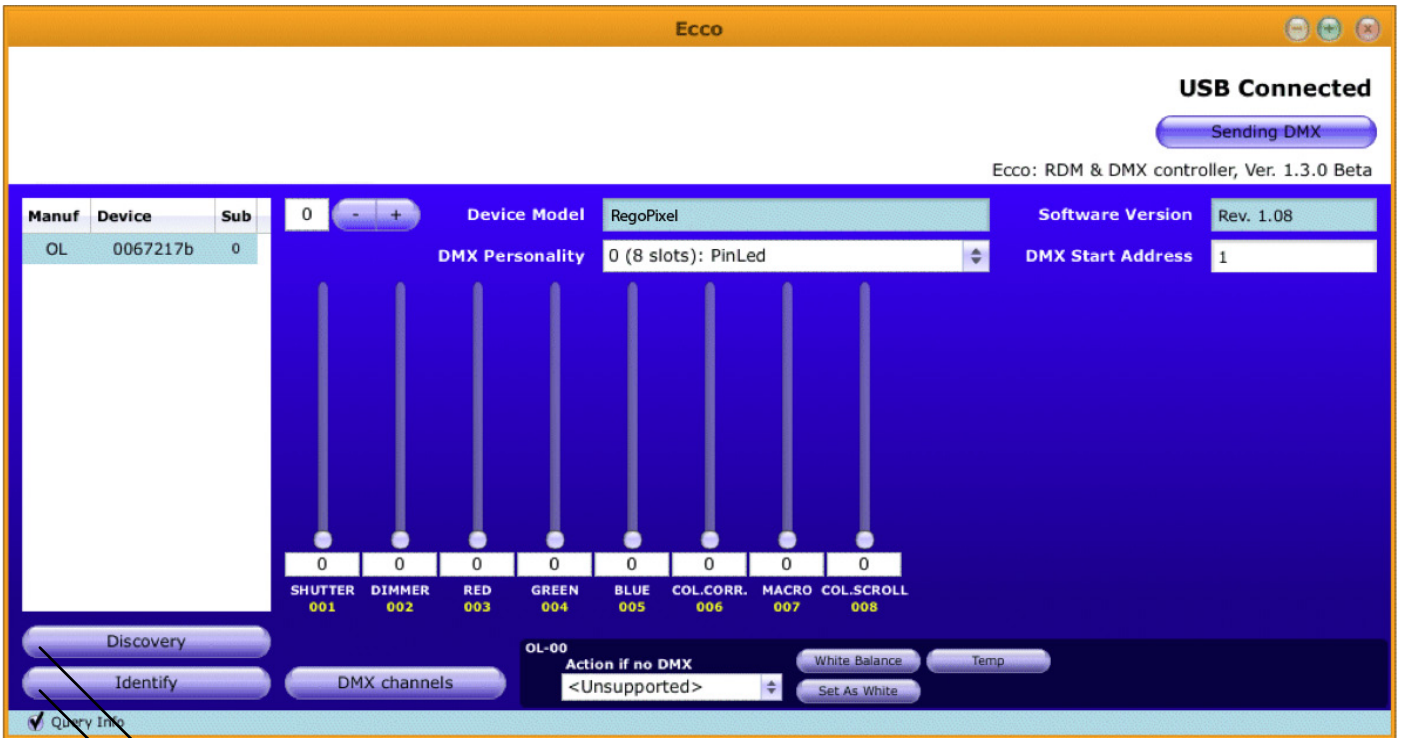 Ecco
USB Connected
Sending DMX
Ecco: RDM & DMX controller, Ver. 1.3.0 Beta
Manuf Device Sub
OL 0067217b 0
0 - + Device Model RegoPixel Software Version Rev. 1.08
DMX Personality 0 (8 slots): PinLed DMX Start Address 1
0 0 0 0 0 0 0 0
SHUTTER DIMMER RED GREEN BLUE COL.CORR. MACRO COL.SCROLL
001 002 003 004 005 006 007 008
Discovery
Identify
DMX channels
OL-00
Action if no DMX
<Unsupported>
White Balance Temp
Set As White
Query Info